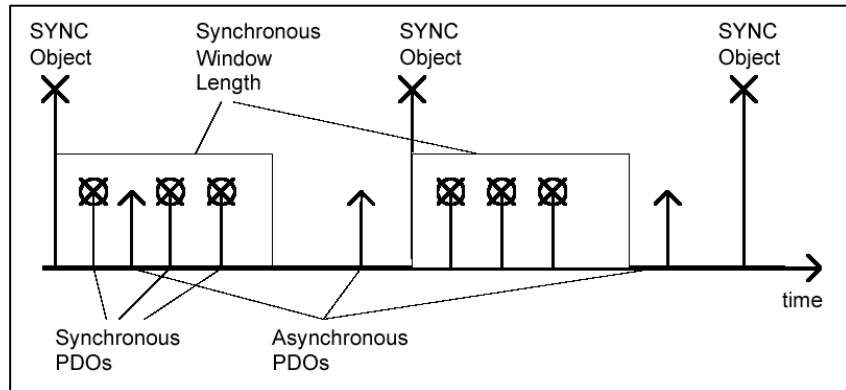 SYNC
Object
Synchronous
Window
Length
SYNC
Object
SYNC
Object
time
Synchronous
PDOs
Asynchronous
PDOs